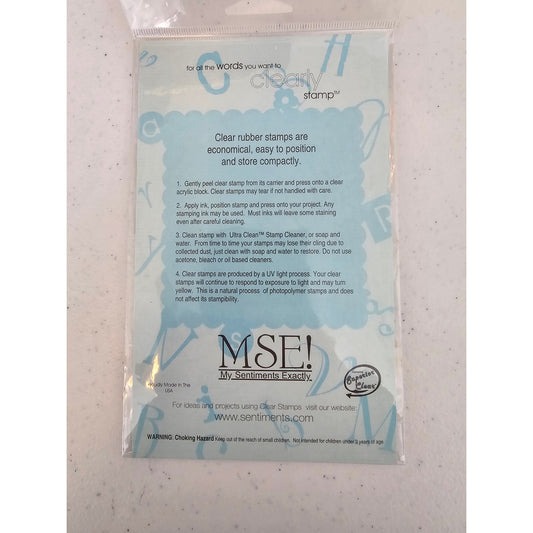 for all the words you want to
clearly
stamp™
Clear rubber stamps are
economical, easy to position
and store compactly.
1. Gently peel clear stamp from its carrier and press onto a clear
acrylic block. Clear stamps may tear if not handled with care.
2. Apply ink, position stamp and press onto your project. Any
stamping ink may be used. Must inks will leave some staining
even after careful cleaning.
3. Clean stamp with Ultra Clean™ Stamp Cleaner, or soap and
water. From time to time your stamps may lose their cling due to
collected dust, just clean with soap and water to restore. Do not use
acetone, bleach or oil based cleaners.
4. Clear stamps are produced by a UV light process. Your clear
stamps will continue to respond to exposure to light and may turn
yellow. This is a natural process of photopolymer stamps and does
not affect its stampibility.
MSE!
My Sentiments Exactly
Proudly Made In The
USA
Superior
Clear
For ideas and projects using Clear Stamps visit our website:
www.sentiments.com
WARNING: Choking Hazard Keep out of the reach of small children. Not intended for children under 3 years of age